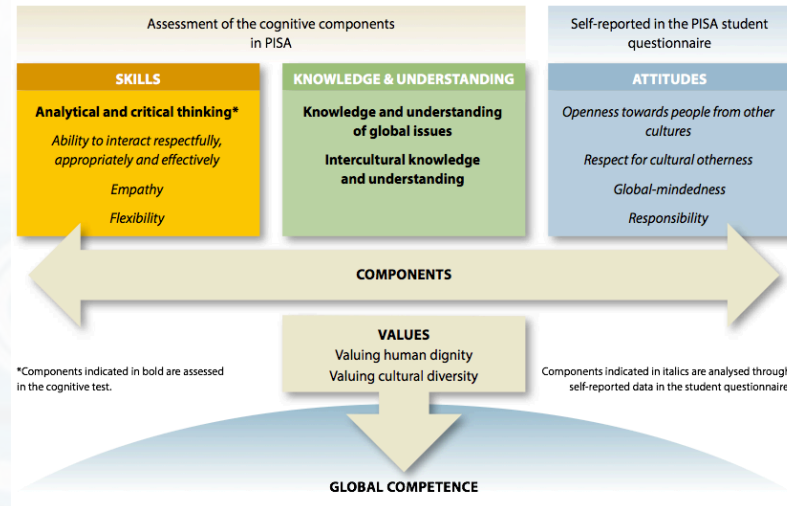 Assessment of the cognitive components
in PISA
Self-reported in the PISA student
questionnaire
SKILLS
Analytical and critical thinking*
Ability to interact respectfully,
appropriately and effectively
Empathy
Flexibility
KNOWLEDGE & UNDERSTANDING
Knowledge and understanding
of global issues
Intercultural knowledge
and understanding
ATTITUDES
Openness towards people from other
cultures
Respect for cultural otherness
Global-mindedness
Responsibility
COMPONENTS
VALUES
Valuing human dignity
Valuing cultural diversity
*Components indicated in bold are assessed
in the cognitive test.
Components indicated in italics are analysed through
self-reported data in the student questionnaire
GLOBAL COMPETENCE